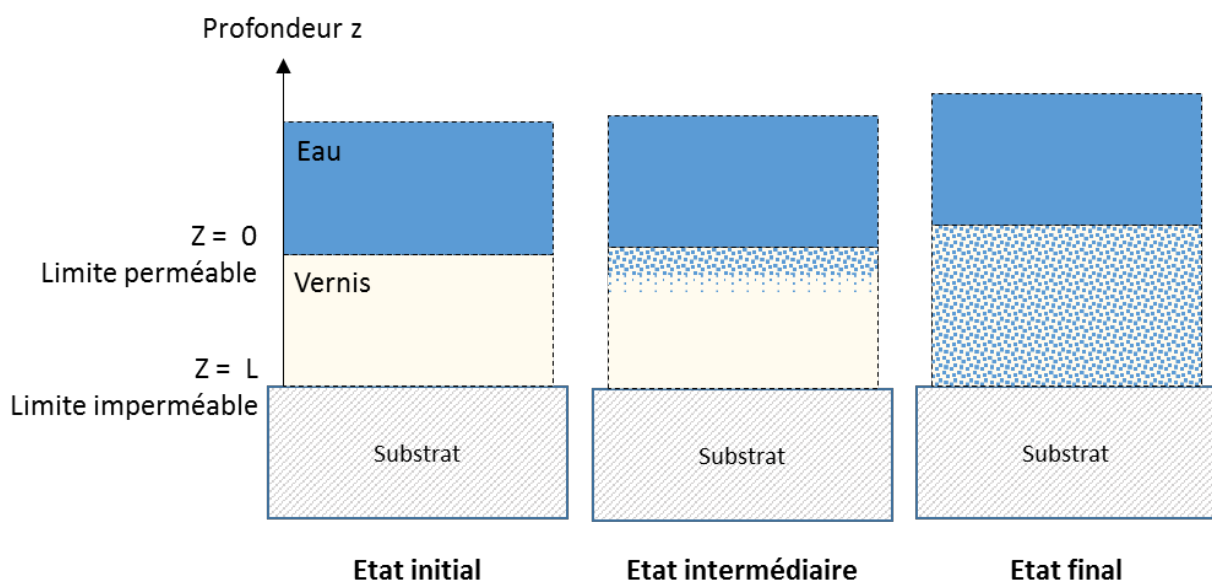 Profondeur z
Eau
Z = 0
Limite perméable
Vernis
Z = L
Limite imperméable
Substrat
Substrat
Substrat
Etat initial
Etat intermédiaire
Etat final